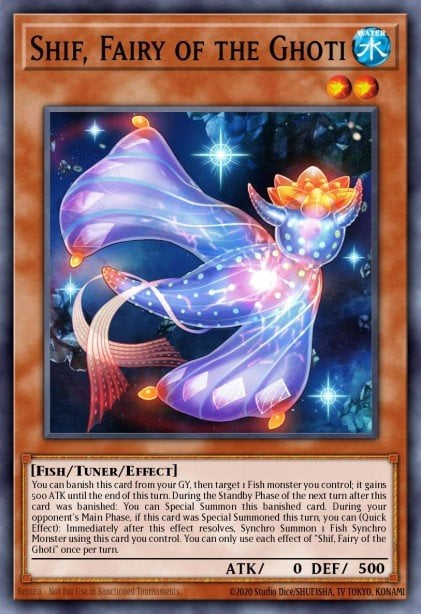 SHIF, FAIRY OF THE GHOTI
WATER
水
[FISH/TUNER/EFFECT]
You can banish this card from your GY, then target 1 Fish monster you control; it gains
500 ATK until the end of this turn. During the Standby Phase of the next turn after this
card was banished: You can Special Summon this banished card. During your
opponent's Main Phase, if this card was Special Summoned this turn, you can (Quick
Effect): Immediately after this effect resolves, Synchro Summon 1 Fish Synchro
Monster using this card you control. You can only use each effect of "Shif, Fairy of the
Ghoti" once per turn.
ATK/ 0 DEF/ 500
Replica - Not For Use in Sanctioned Tournaments
©2020 Studio Dice/SHUEISHA, TV TOKYO, KONAMI